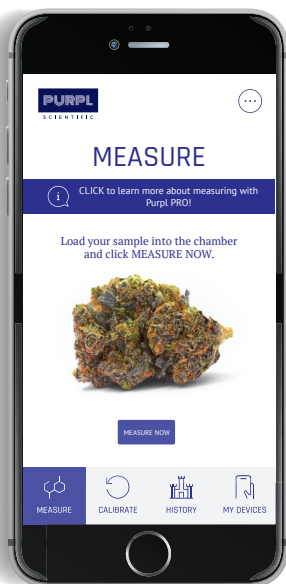 PURPL
SCIENTIFIC
MEASURE
CLICK to learn more about measuring with
Purpl PRO!
Load your sample into the chamber
and click MEASURE NOW.
MEASURE NOW
MEASURE
CALIBRATE
HISTORY
MY DEVICES